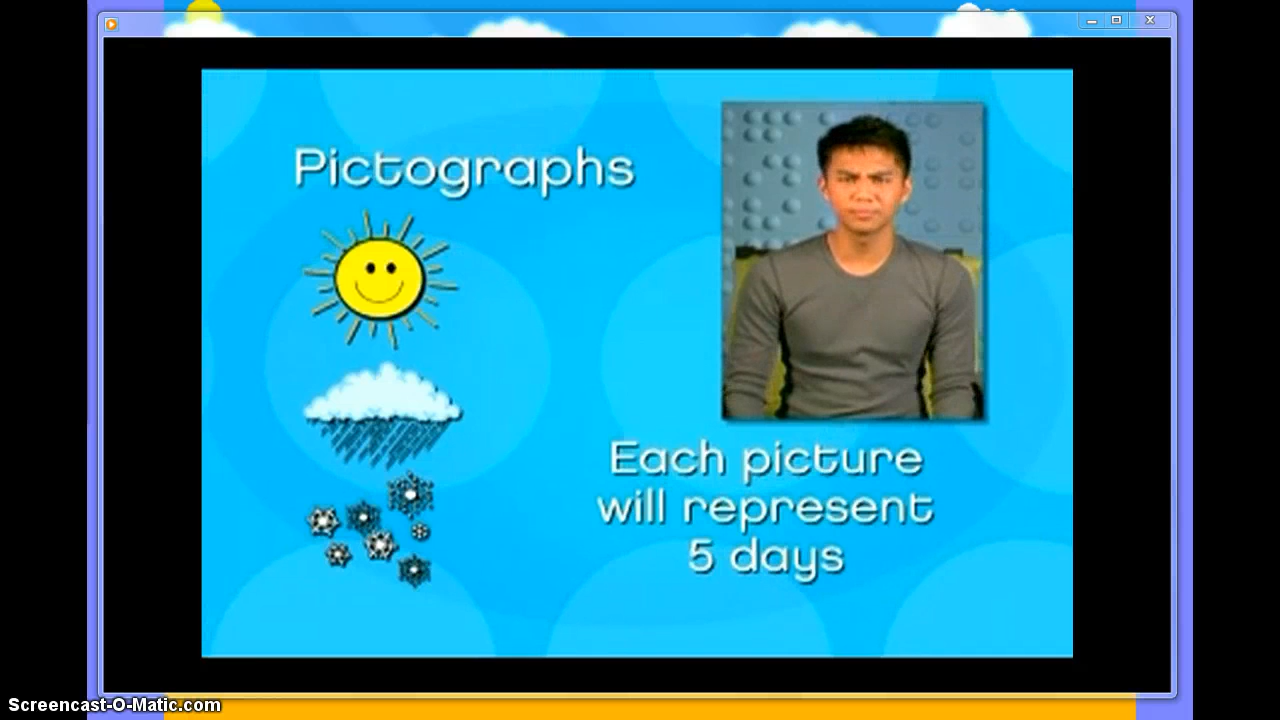 Pictographs
Each picture
will represent
5 days
Screencast-O-Matic.com